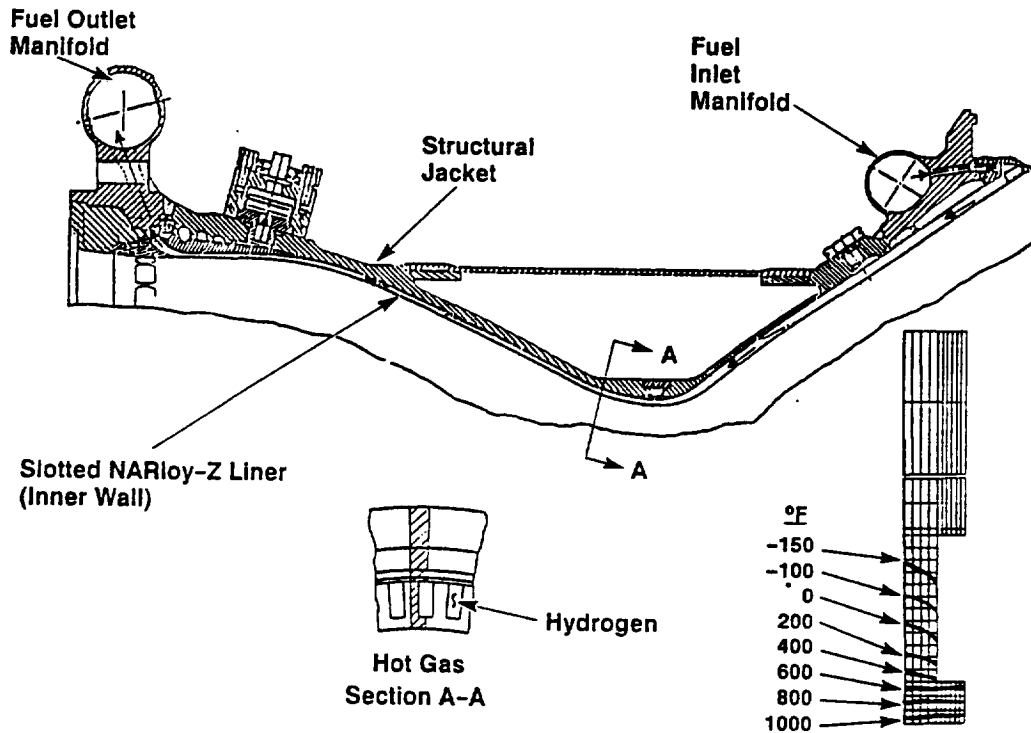 Fuel Outlet
Manifold
Fuel
Inlet
Manifold
Structural
Jacket
A
A
Slotted NARloy-Z Liner
(Inner Wall)
Hydrogen
Hot Gas
Section A-A
°F
-150
-100
0
200
400
600
800
1000